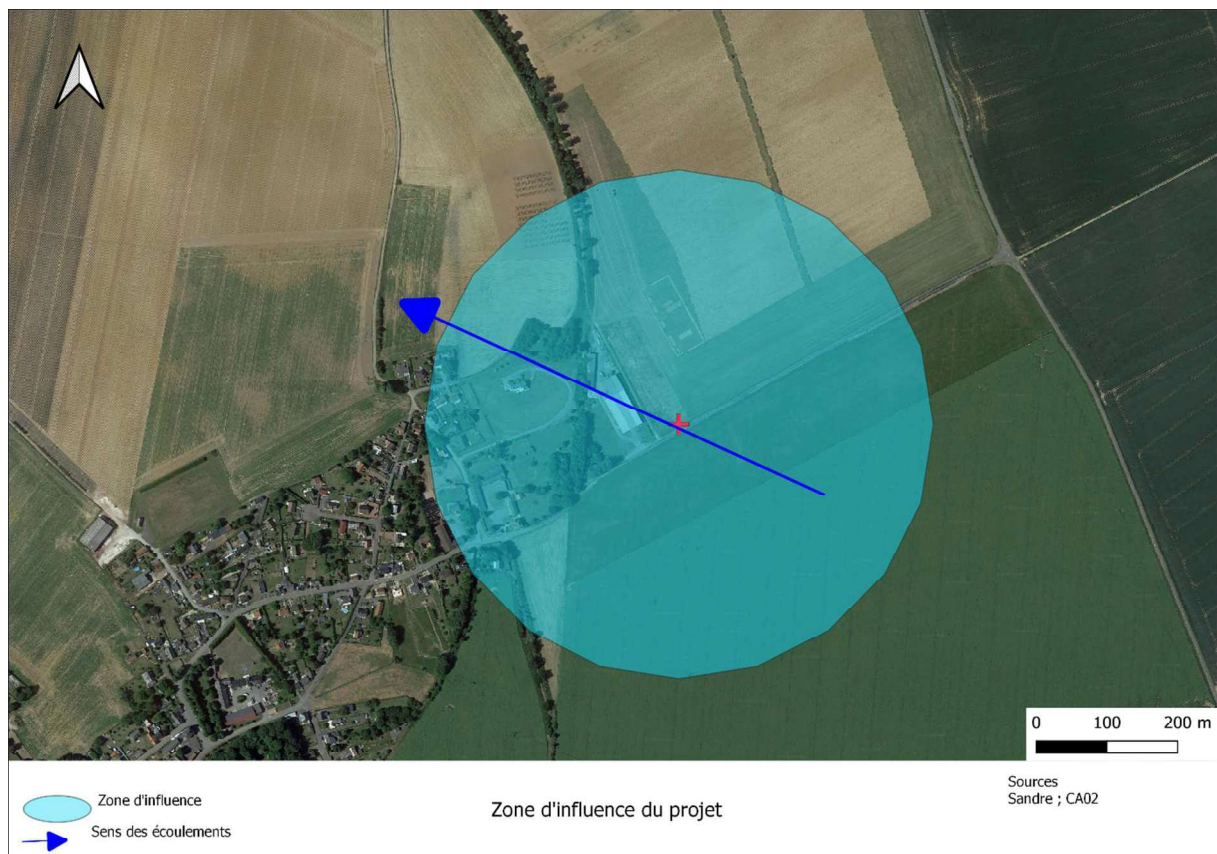 0 100 200 m
Zone d'influence
Sens des écoulements
Zone d'influence du projet
Sources
Sandre ; CA02